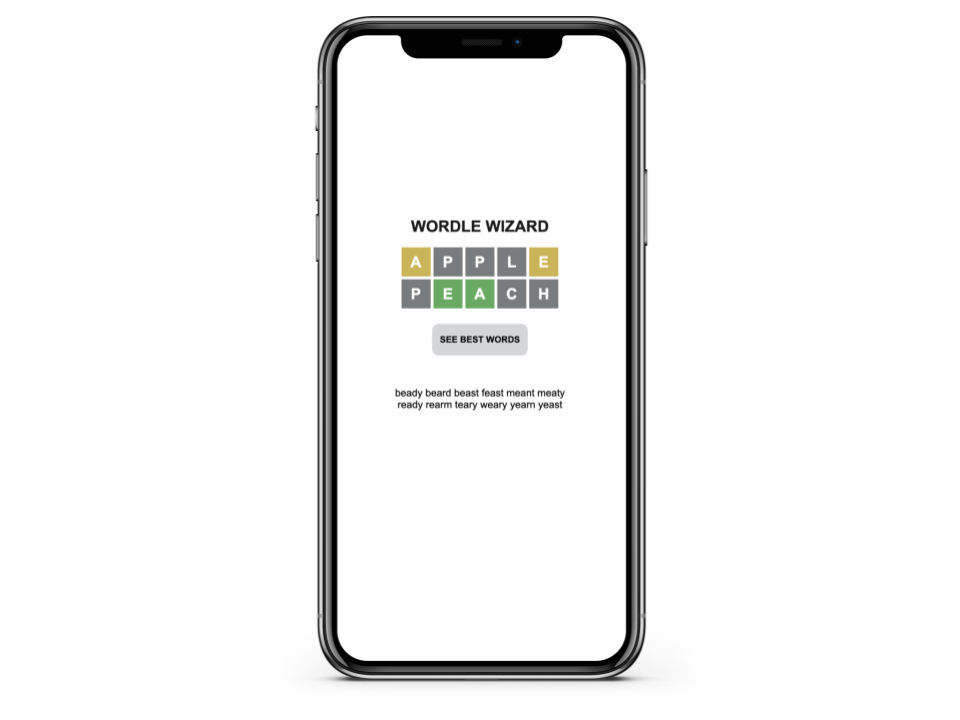 WORDLE WIZARD
A P P L E
P E A C H
SEE BEST WORDS
beady beard beast feast meant meaty
ready rearm teary weary yearn yeast